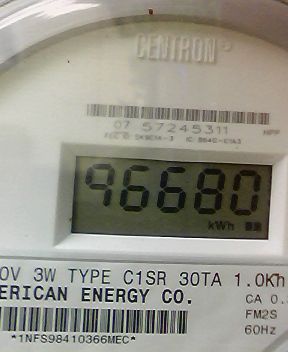 CENTRON®
07 57245311
96680
kWh
0V 3W TYPE C1SR 30TA 1.0Kh
ERICAN ENERGY CO.
CA 0.
FM2S
60Hz
*1NFS98410366MEC*